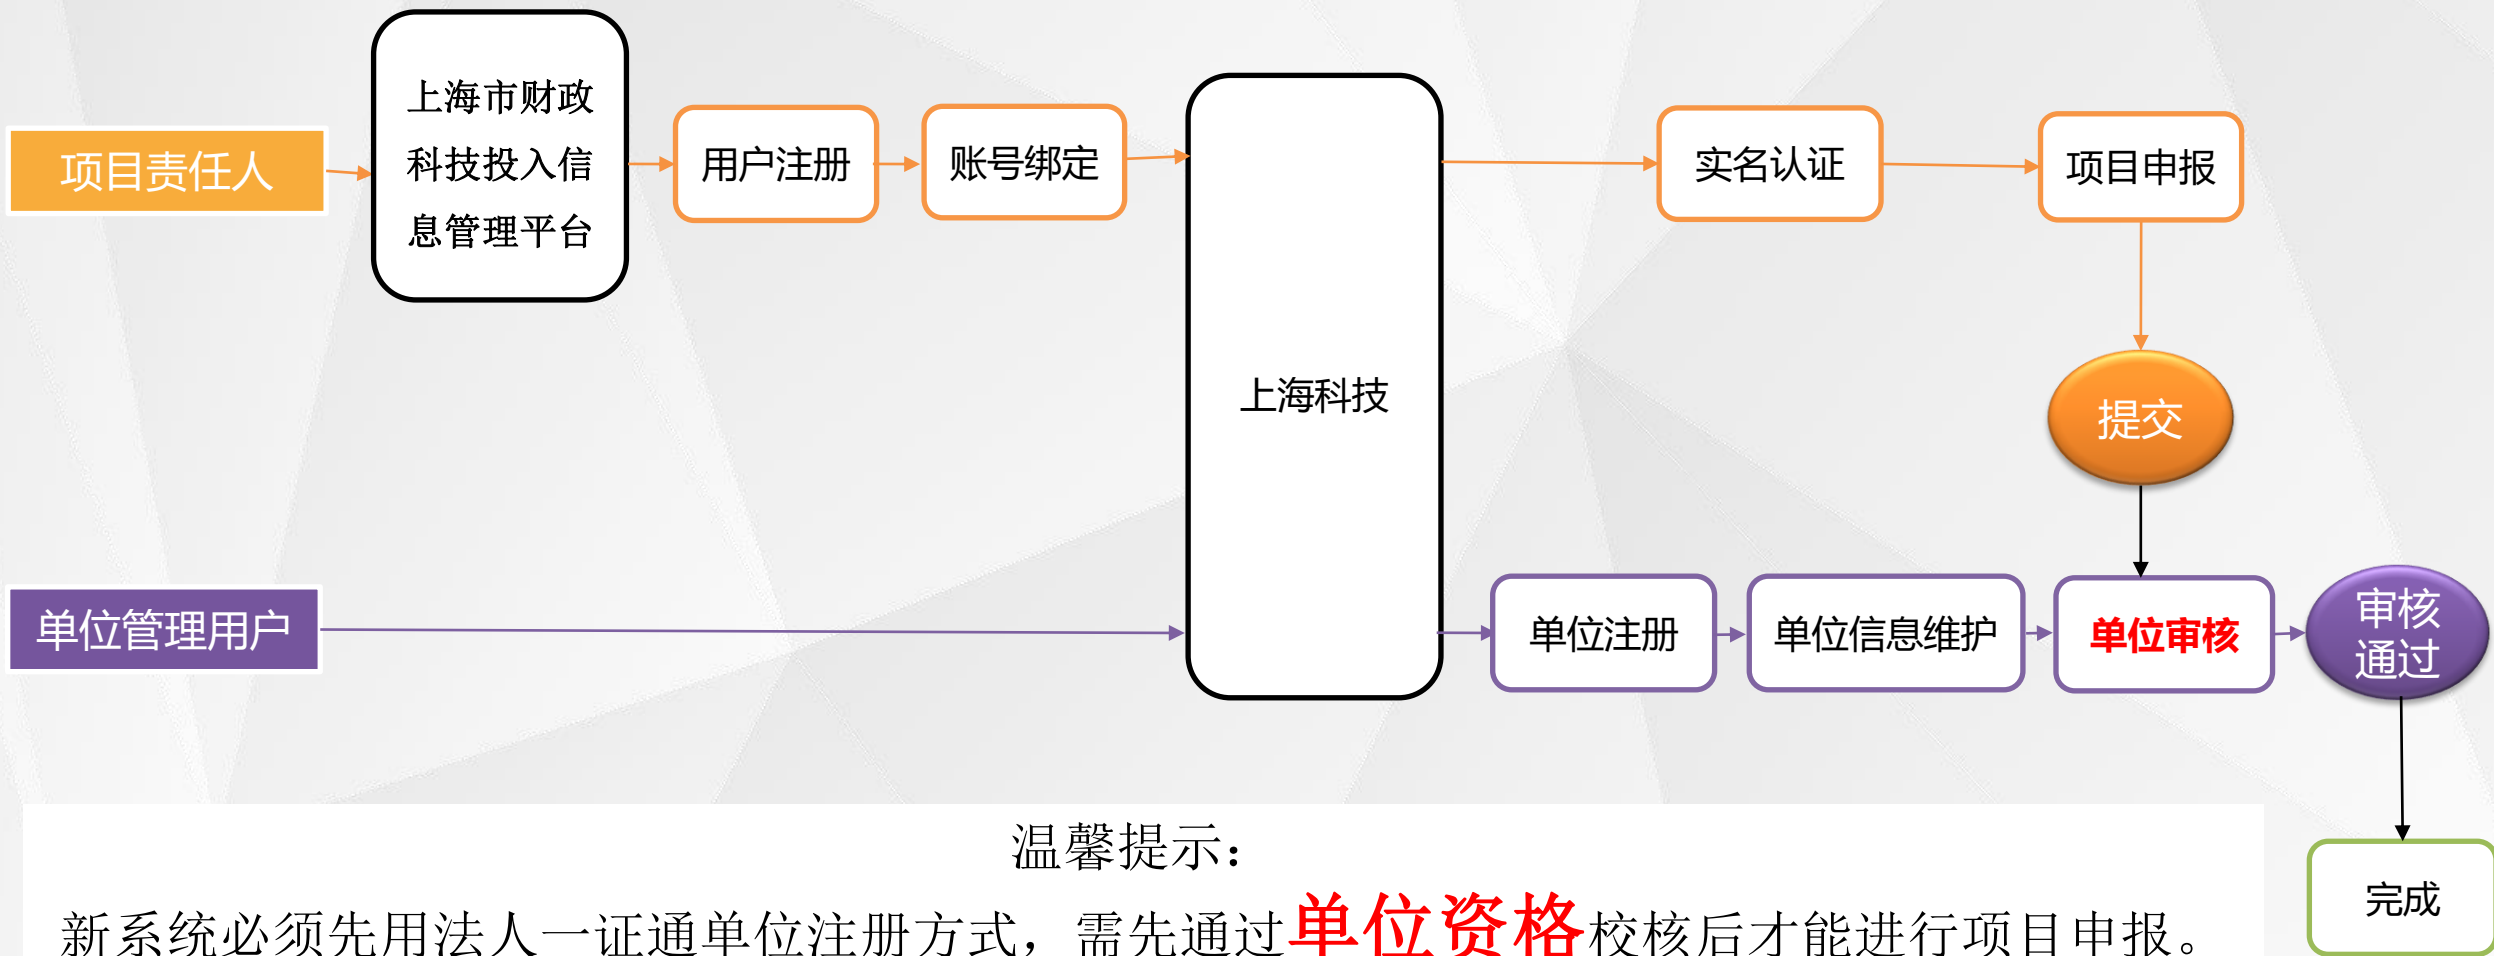 项目责任人
上海市财政
科技投入信
息管理平台
用户注册
账号绑定
上海科技
实名认证
项目申报
提交
单位管理用户
单位注册
单位信息维护
单位审核
审核
通过
完成
温馨提示：
新系统必须先用法人一证通单位注册方式，需先通过单位资格校核后才能进行项目申报。